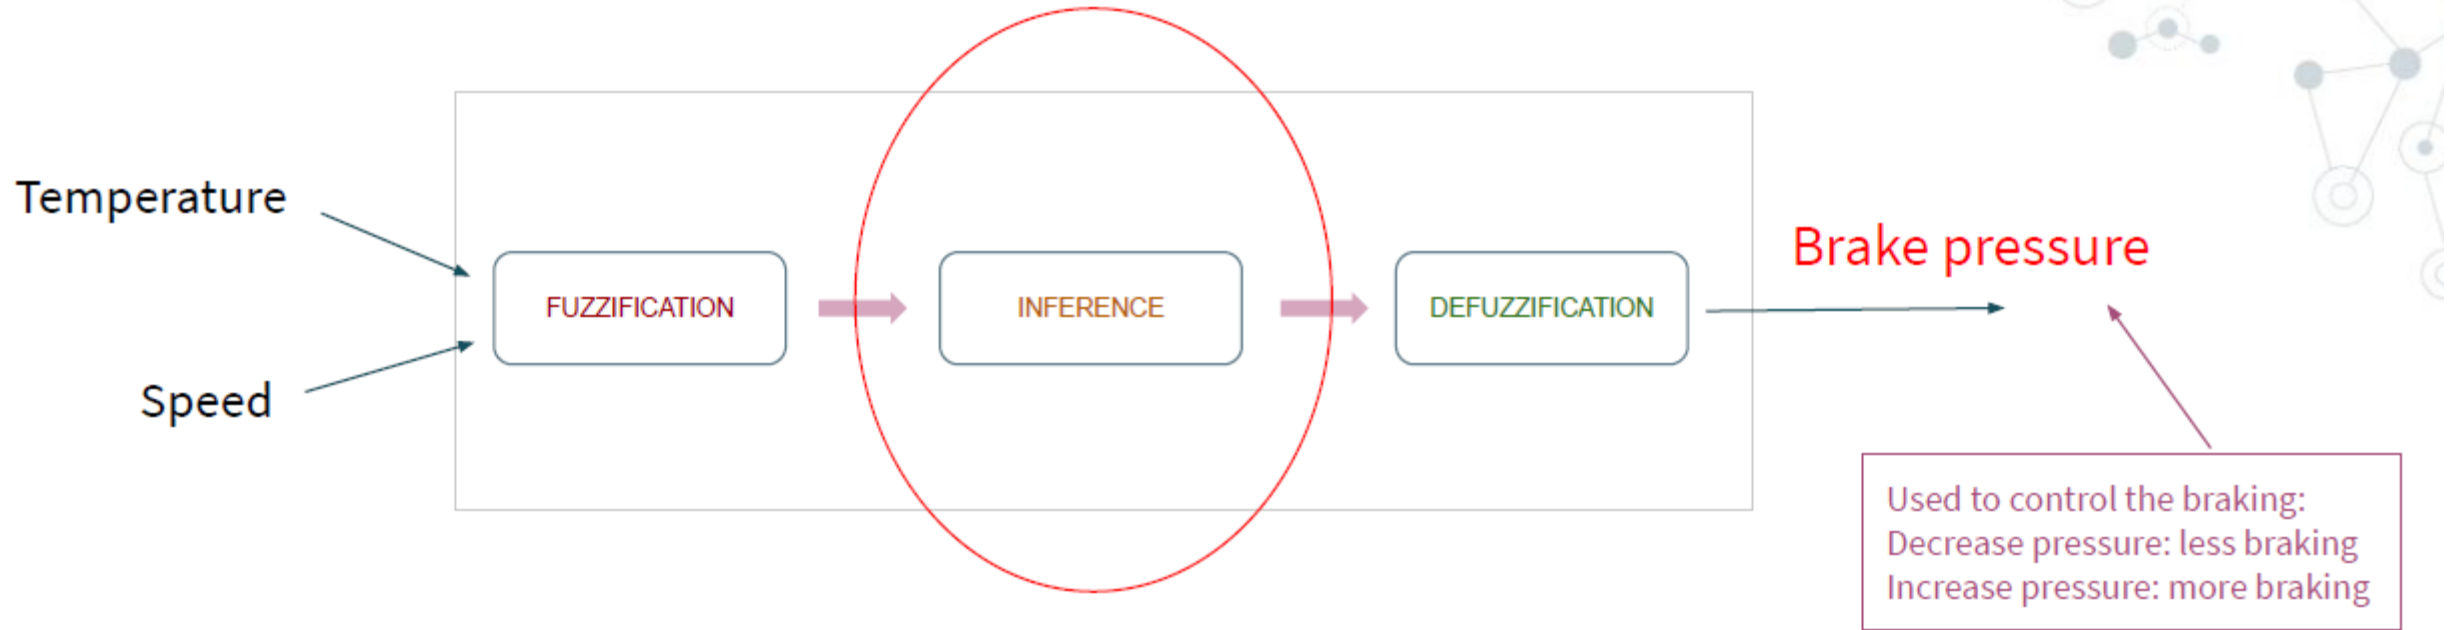 Temperature
Speed
FUZZIFICATION
INFERENCE
DEFUZZIFICATION
Brake pressure
Used to control the braking:
Decrease pressure: less braking
Increase pressure: more braking